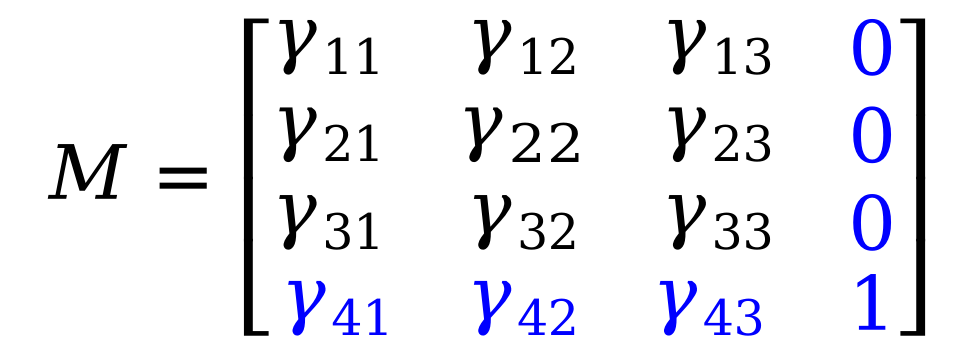 γ₁₁ γ₁₂ γ₁₃ 0
γ₂₁ γ₂₂ γ₂₃ 0
M =
γ₃₁ γ₃₂ γ₃₃ 0
γ₄₁ γ₄₂ γ₄₃ 1